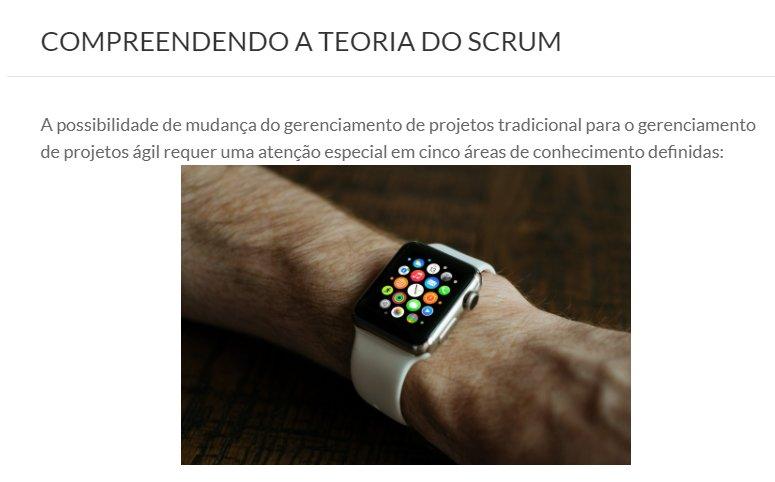 COMPREENDENDO A TEORIA DO SCRUM
A possibilidade de mudança do gerenciamento de projetos tradicional para o gerenciamento
de projetos ágil requer uma atenção especial em cinco áreas de conhecimento definidas: